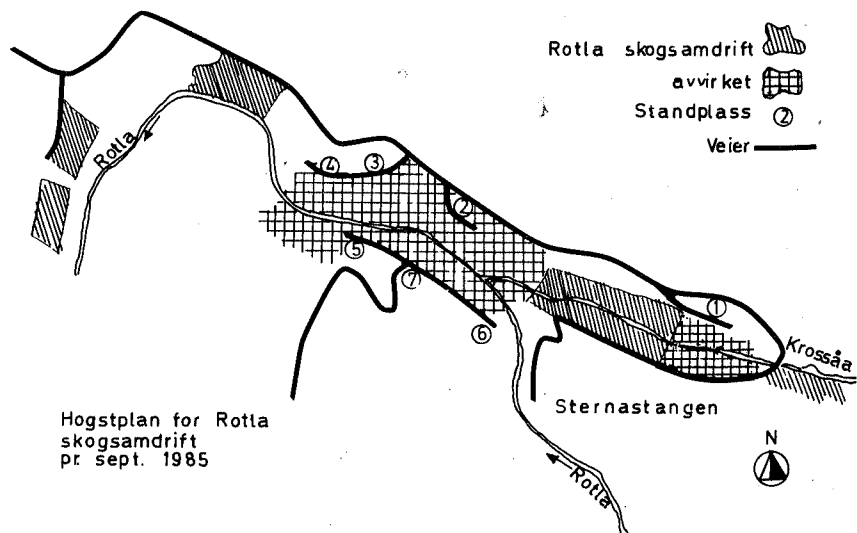 Rotla skogsamdrift
avvirket
Standplass ②
Veier
Rotla
④ ③
②
⑤
⑦
①
⑥
Krossåa
Sternastangen
Hogstplan for Rotla
skogsamdrift
pr. sept. 1985
N
Rotla